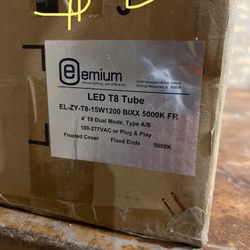 emium
LED T8 Tube
EL-ZY-T8-15W1200 BIXX 5000K FR
4' T8 Dual Mode, Type A/B
100-277VAC or Plug & Play
Frosted Cover Fixed Ends 5000K